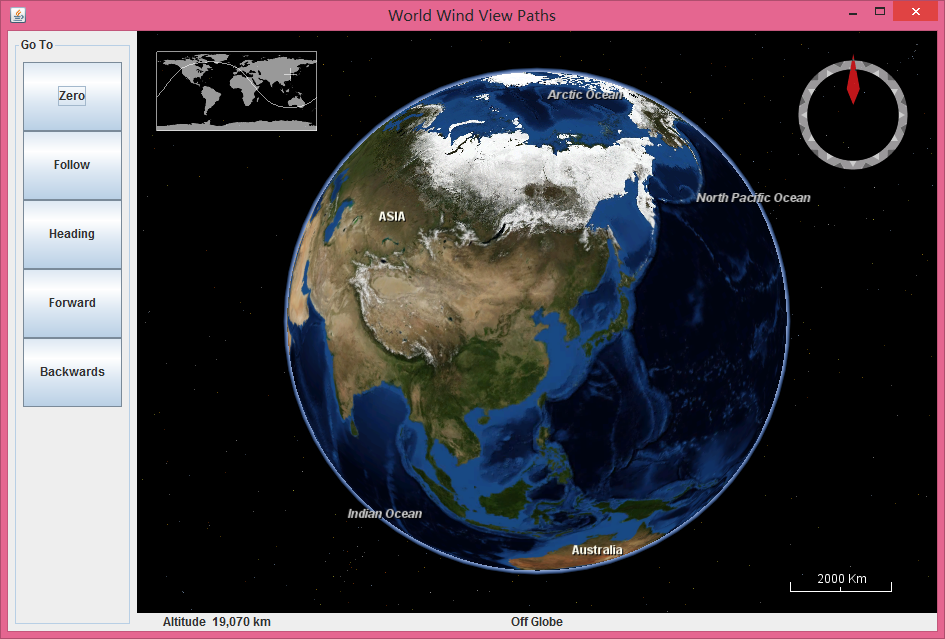 World Wind View Paths
Go To
Zero
Follow
Heading
Forward
Backwards
Arctic Ocean
North Pacific Ocean
ASIA
Indian Ocean
Australia
2000 Km
Altitude 19,070 km
Off Globe